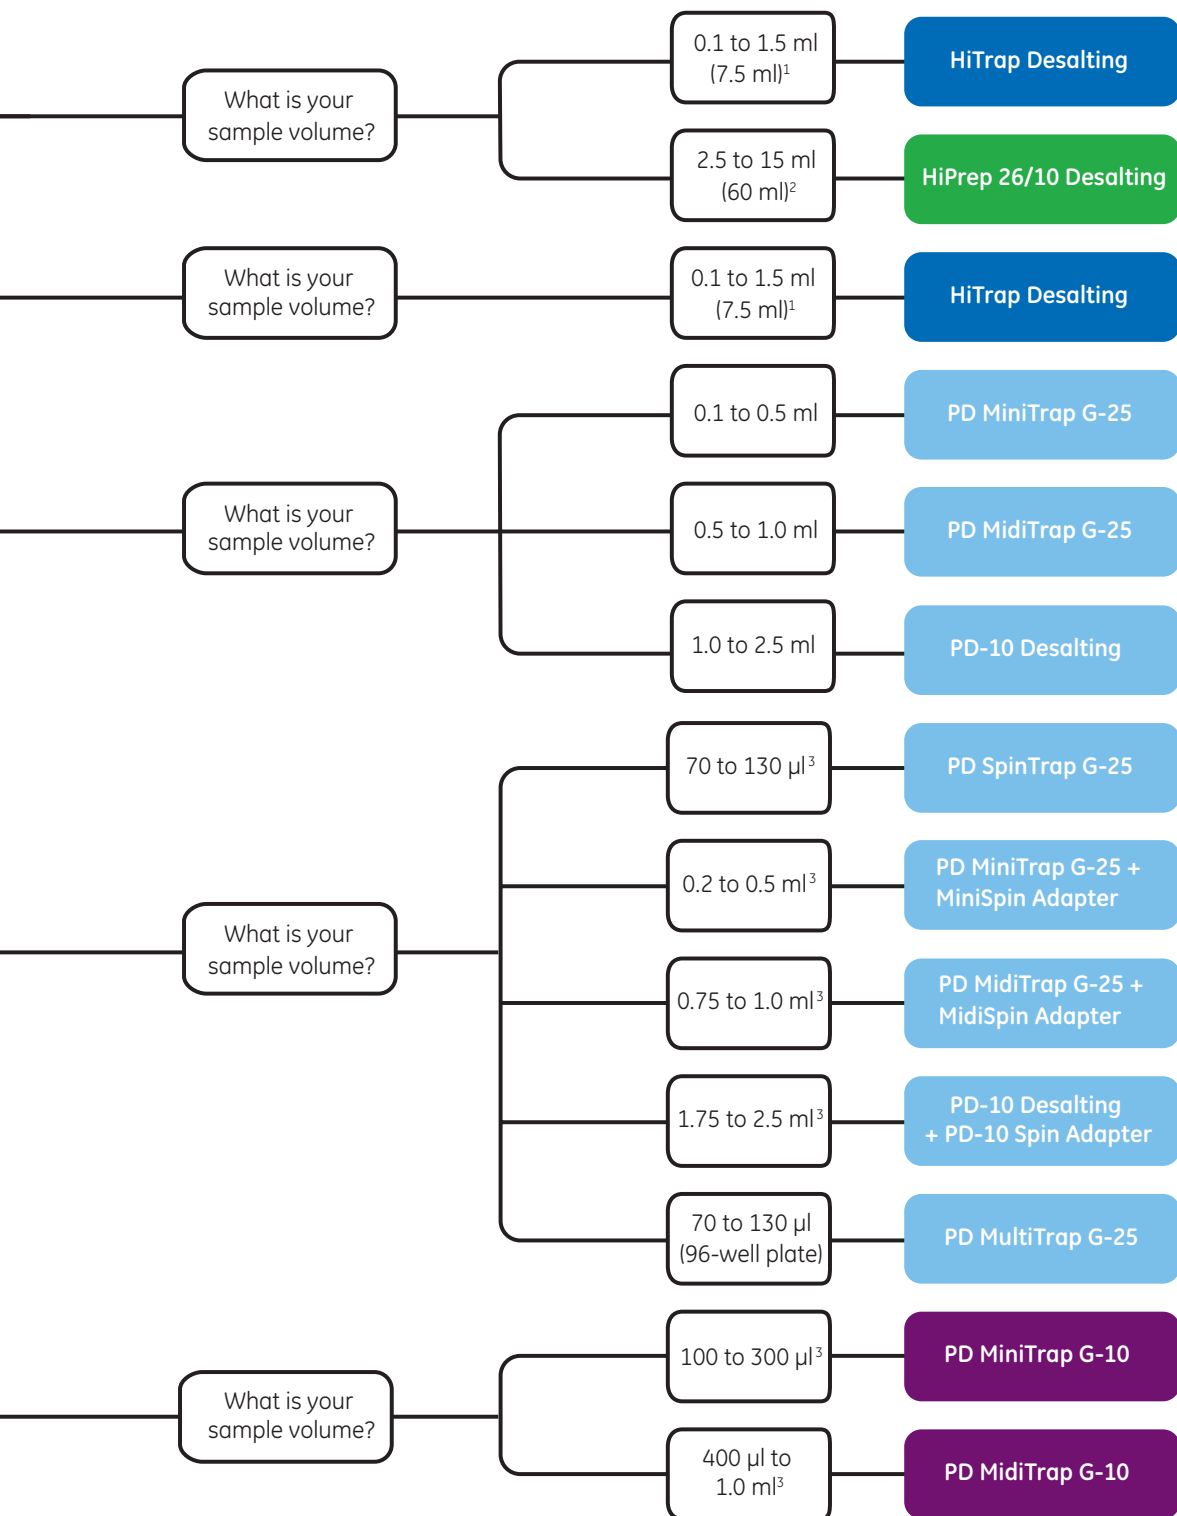 What is your
sample volume?
0.1 to 1.5 ml
(7.5 ml)¹
HiTrap Desalting
2.5 to 15 ml
(60 ml)²
HiPrep 26/10 Desalting
What is your
sample volume?
0.1 to 1.5 ml
(7.5 ml)¹
HiTrap Desalting
What is your
sample volume?
0.1 to 0.5 ml
PD MiniTrap G-25
0.5 to 1.0 ml
PD MidiTrap G-25
1.0 to 2.5 ml
PD-10 Desalting
What is your
sample volume?
70 to 130 µl³
PD SpinTrap G-25
0.2 to 0.5 ml³
PD MiniTrap G-25 +
MiniSpin Adapter
0.75 to 1.0 ml³
PD MidiTrap G-25 +
MidiSpin Adapter
1.75 to 2.5 ml³
PD-10 Desalting
+ PD-10 Spin Adapter
70 to 130 µl
(96-well plate)
PD MultiTrap G-25
What is your
sample volume?
100 to 300 µl³
PD MiniTrap G-10
400 µl to
1.0 ml³
PD MidiTrap G-10